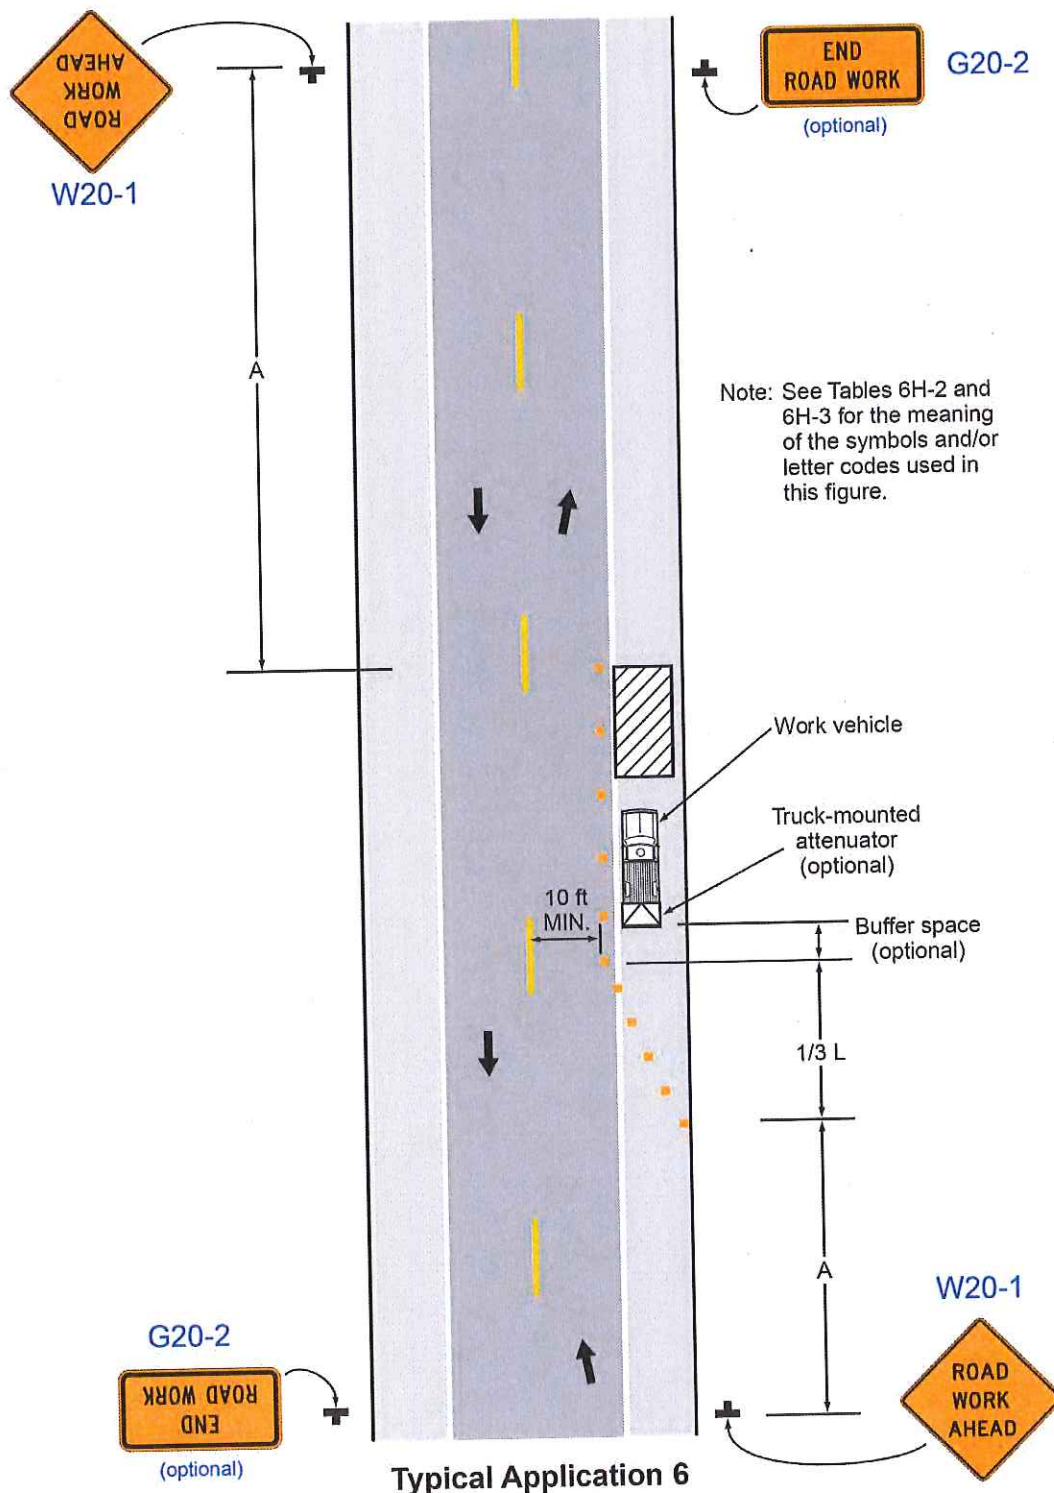 ROAD
WORK
AHEAD
W20-1
END
ROAD WORK
G20-2
(optional)
A
Note: See Tables 6H-2 and
6H-3 for the meaning
of the symbols and/or
letter codes used in
this figure.
Work vehicle
Truck-mounted
attenuator
(optional)
10 ft
MIN.
Buffer space
(optional)
1/3 L
A
W20-1
ROAD
WORK
AHEAD
G20-2
END
ROAD WORK
(optional)
Typical Application 6